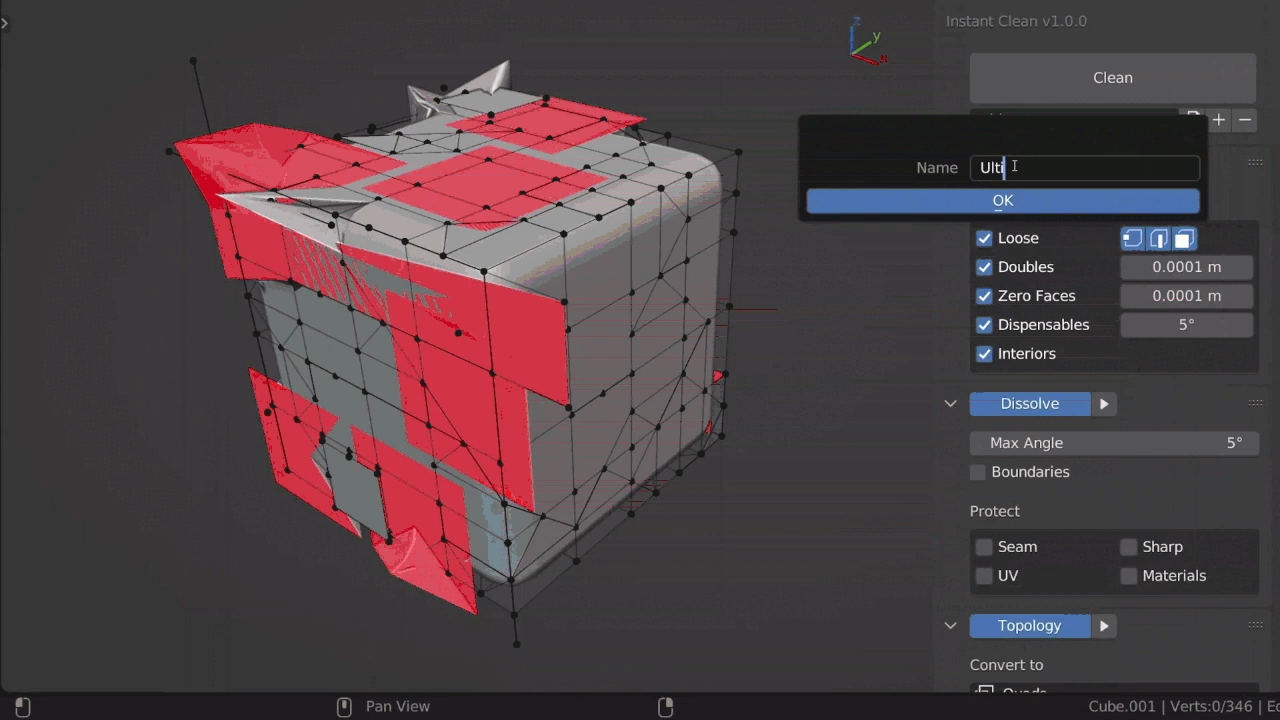 Instant Clean v1.0.0
z
y
x
Clean
Name Ulti
OK
Loose
Doubles 0.0001 m
Zero Faces 0.0001 m
Dispensables 5°
Interiors
Dissolve
Max Angle 5°
Boundaries
Protect
Seam Sharp
UV Materials
Topology
Convert to
Quads
Pan View Cube.001 | Verts:0/346 |